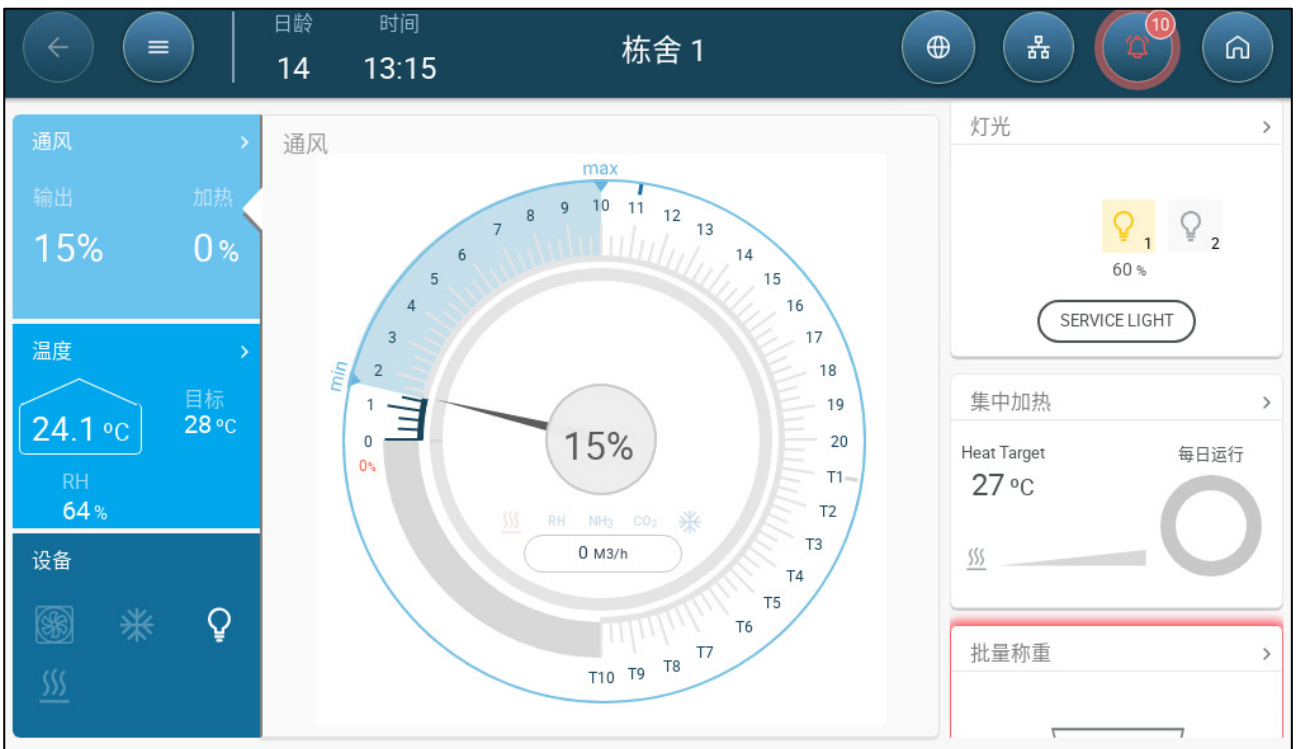 日龄 时间
14 13:15
栋舍 1
10
通风
输出 加热
15% 0 %
温度
24.1 ºC
目标
28 ºC
RH
64 %
设备
通风
max
min
0 1 2 3 4 5 6 7 8 9 10 11 12 13 14 15 16 17 18 19 20
T1 T2 T3 T4 T5 T6 T7 T8 T9 T10
0%
15%
RH NH3 CO2
0 M3/h
灯光
1 2
60 %
SERVICE LIGHT
集中加热
Heat Target 每日运行
27 ºC
批量称重